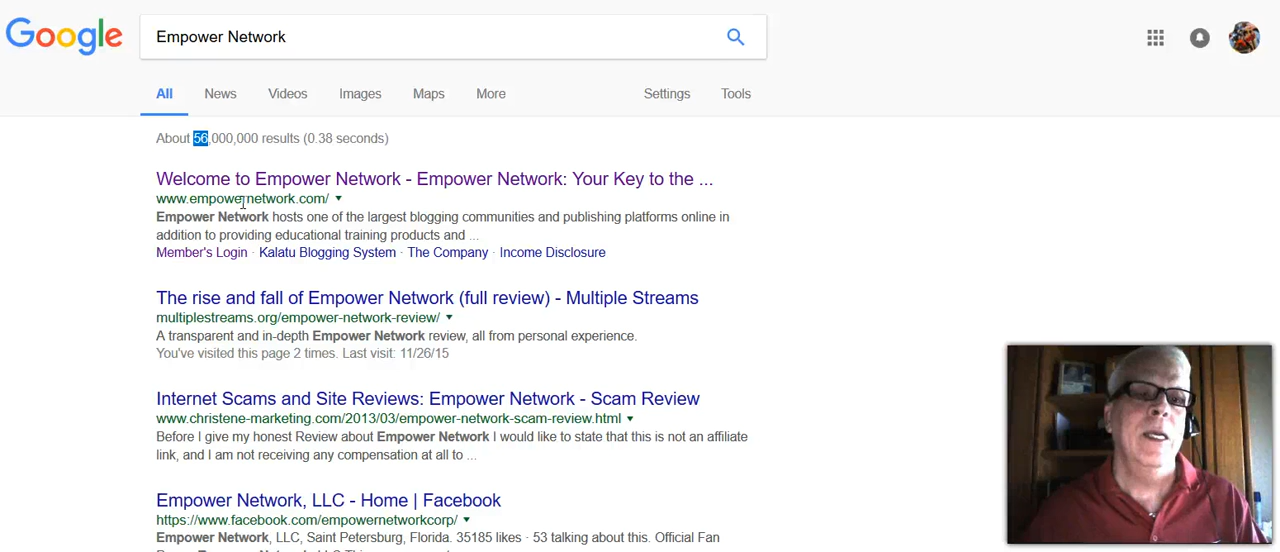 Google
Empower Network
All News Videos Images Maps More Settings Tools
About 56,000,000 results (0.38 seconds)
Welcome to Empower Network - Empower Network: Your Key to the ...
www.empowernetwork.com/
Empower Network hosts one of the largest blogging communities and publishing platforms online in
addition to providing educational training products and ...
Member's Login · Kalatu Blogging System · The Company · Income Disclosure
The rise and fall of Empower Network (full review) - Multiple Streams
multiplestreams.org/empower-network-review/
A transparent and in-depth Empower Network review, all from personal experience.
You've visited this page 2 times. Last visit: 11/26/15
Internet Scams and Site Reviews: Empower Network - Scam Review
www.christene-marketing.com/2013/03/empower-network-scam-review.html
Before I give my honest Review about Empower Network I would like to state that this is not an affiliate
link, and I am not receiving any compensation at all to ...
Empower Network, LLC - Home | Facebook
https://www.facebook.com/empowernetworkcorp/
Empower Network, LLC, Saint Petersburg, Florida. 35185 likes · 53 talking about this. Official Fan